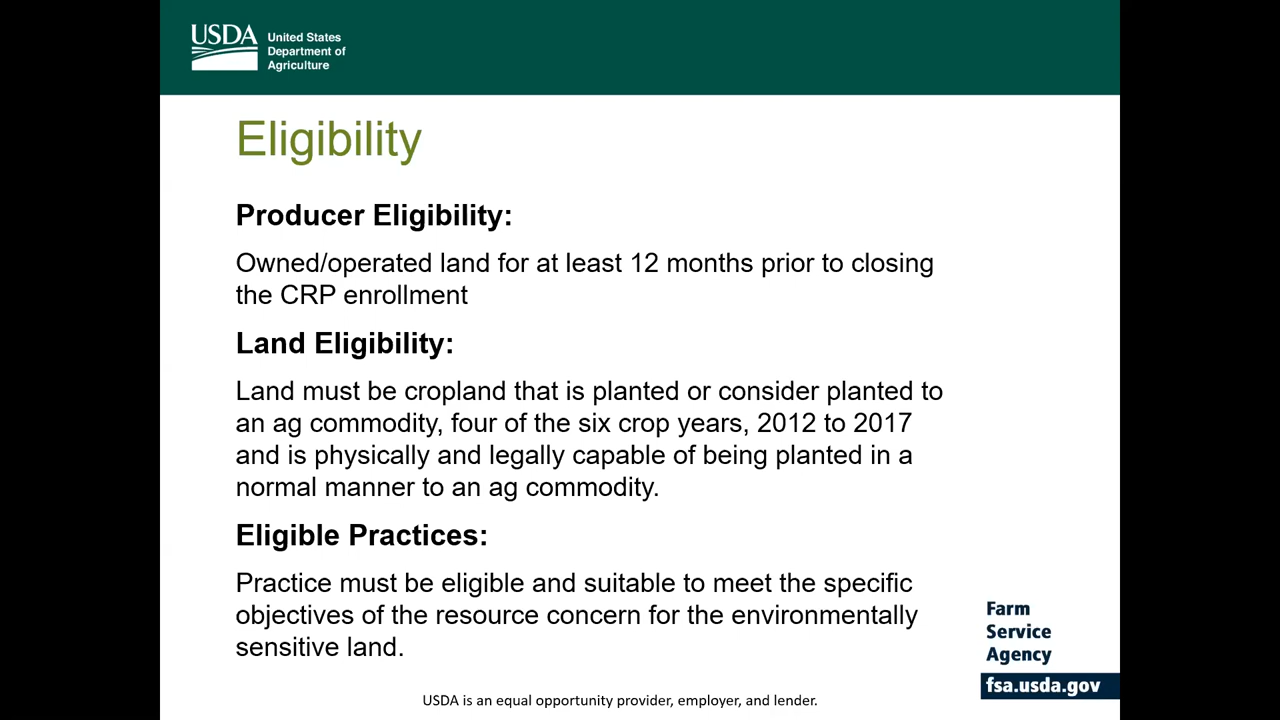 USDA
United States
Department of
Agriculture
Eligibility
Producer Eligibility:
Owned/operated land for at least 12 months prior to closing
the CRP enrollment
Land Eligibility:
Land must be cropland that is planted or consider planted to
an ag commodity, four of the six crop years, 2012 to 2017
and is physically and legally capable of being planted in a
normal manner to an ag commodity.
Eligible Practices:
Practice must be eligible and suitable to meet the specific
objectives of the resource concern for the environmentally
sensitive land.
Farm
Service
Agency
fsa.usda.gov
USDA is an equal opportunity provider, employer, and lender.